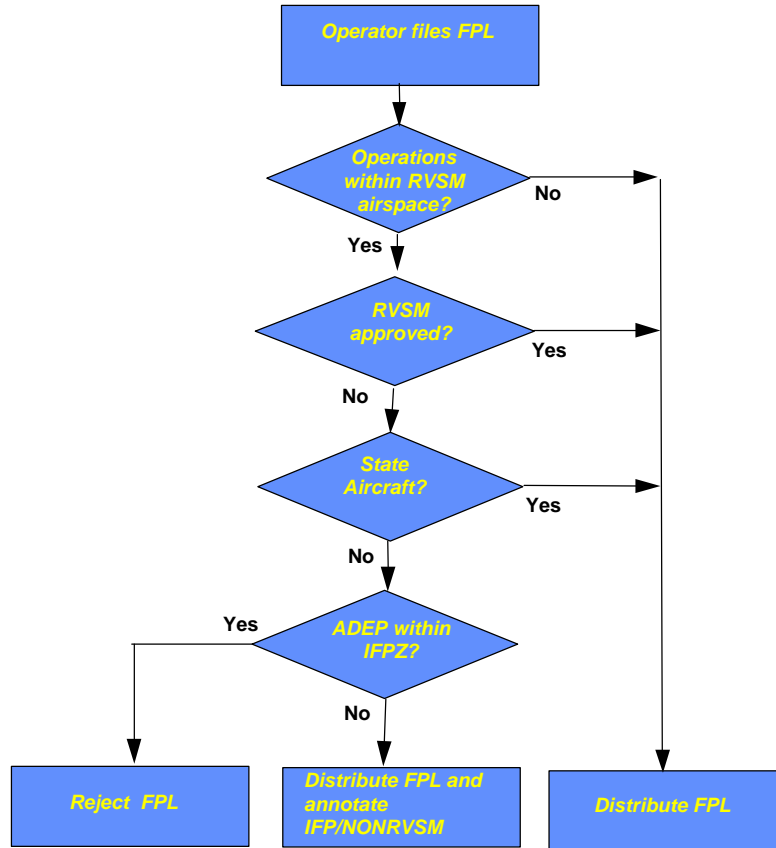 Operator files FPL
Operations
within RVSM
airspace?
No
Yes
RVSM
approved?
Yes
No
State
Aircraft?
Yes
No
Yes
ADEP within
IFPZ?
No
Reject FPL
Distribute FPL and
annotate
IFP/NONRVSM
Distribute FPL